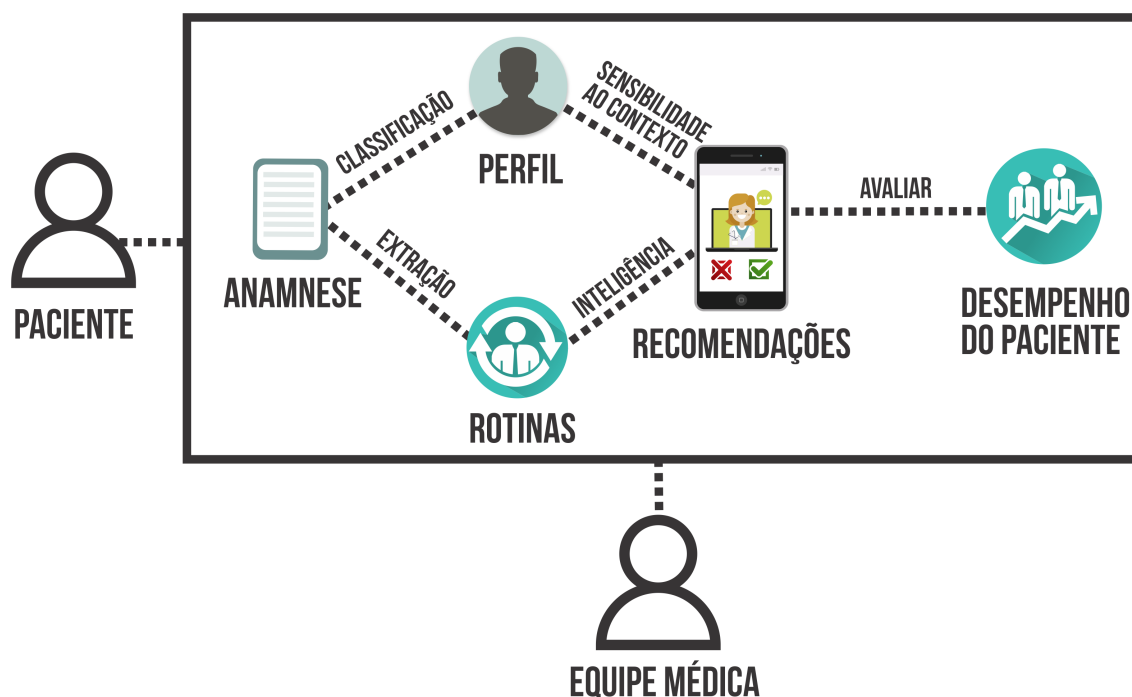 PACIENTE
ANAMNESE
CLASSIFICAÇÃO
EXTRAÇÃO
PERFIL
ROTINAS
SENSIBILIDADE
AO CONTEXTO
INTELIGÊNCIA
RECOMENDAÇÕES
AVALIAR
DESEMPENHO
DO PACIENTE
EQUIPE MÉDICA